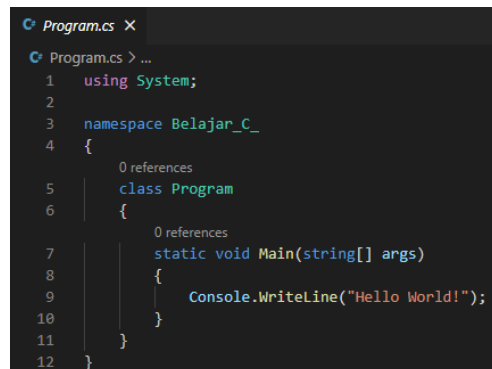 C# Program.cs ×
C# Program.cs > ...
1 using System;
2
3 namespace Belajar_C_
4 {
0 references
5 class Program
6 {
0 references
7 static void Main(string[] args)
8 {
9 Console.WriteLine("Hello World!");
10 }
11 }
12 }